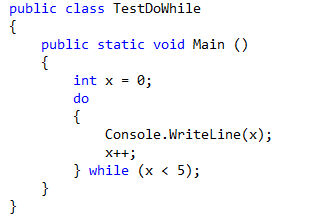 public class TestDoWhile
{
    public static void Main ()
    {
        int x = 0;
        do
        {
            Console.WriteLine(x);
            x++;
        } while (x < 5);
    }
}